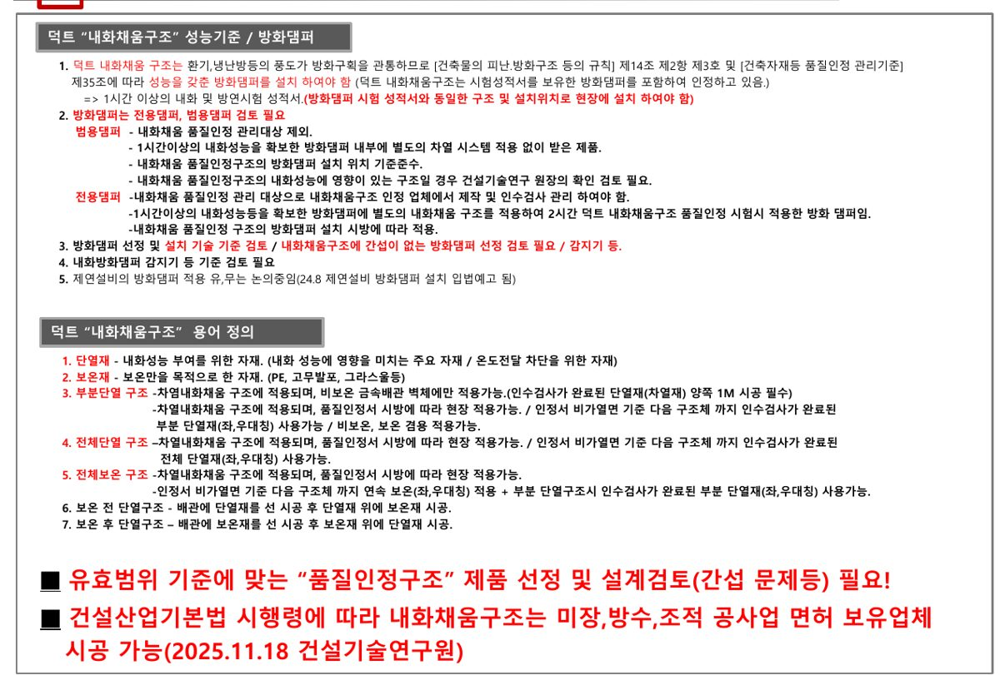 덕트 “내화채움구조” 성능기준 / 방화댐퍼
1. 덕트 내화채움 구조는 환기,냉난방등의 풍도가 방화구획을 관통하므로 [건축물의 피난.방화구조 등의 규칙] 제14조 제2항 제3호 및 [건축자재등 품질인정 관리기준]
제35조에 따라 성능을 갖춘 방화댐퍼를 설치 하여야 함 (덕트 내화채움구조는 시험성적서를 보유한 방화댐퍼를 포함하여 인정하고 있음.)
=> 1시간 이상의 내화 및 방연시험 성적서.(방화댐퍼 시험 성적서와 동일한 구조 및 설치위치로 현장에 설치 하여야 함)
2. 방화댐퍼는 전용댐퍼, 범용댐퍼 검토 필요
범용댐퍼 - 내화채움 품질인정 관리대상 제외.
- 1시간이상의 내화성능을 확보한 방화댐퍼 내부에 별도의 차열 시스템 적용 없이 받은 제품.
- 내화채움 품질인정구조의 방화댐퍼 설치 위치 기준준수.
- 내화채움 품질인정구조의 내화성능에 영향이 있는 구조일 경우 건설기술연구 원장의 확인 검토 필요.
전용댐퍼 -내화채움 품질인정 관리 대상으로 내화채움구조 인정 업체에서 제작 및 인수검사 관리 하여야 함.
-1시간이상의 내화성능등을 확보한 방화댐퍼에 별도의 내화채움 구조를 적용하여 2시간 덕트 내화채움구조 품질인정 시험시 적용한 방화 댐퍼임.
-내화채움 품질인정 구조의 방화댐퍼 설치 시방에 따라 적용.
3. 방화댐퍼 선정 및 설치 기술 기준 검토 / 내화채움구조에 간섭이 없는 방화댐퍼 선정 검토 필요 / 감지기 등.
4. 내화방화댐퍼 감지기 등 기준 검토 필요
5. 제연설비의 방화댐퍼 적용 유,무는 논의중임(24.8 제연설비 방화댐퍼 설치 입법예고 됨)
덕트 “내화채움구조” 용어 정의
1. 단열재 - 내화성능 부여를 위한 자재. (내화 성능에 영향을 미치는 주요 자재 / 온도전달 차단을 위한 자재)
2. 보온재 - 보온만을 목적으로 한 자재. (PE, 고무발포, 그라스울등)
3. 부분단열 구조 -차열내화채움 구조에 적용되며, 비보온 금속배관 벽체에만 적용가능.(인수검사가 완료된 단열재(차열재) 양쪽 1M 시공 필수)
-차열내화채움 구조에 적용되며, 품질인정서 시방에 따라 현장 적용가능. / 인정서 비가열면 기준 다음 구조체 까지 인수검사가 완료된
부분 단열재(좌,우대칭) 사용가능 / 비보온, 보온 겸용 적용가능.
4. 전체단열 구조 –차열내화채움 구조에 적용되며, 품질인정서 시방에 따라 현장 적용가능. / 인정서 비가열면 기준 다음 구조체 까지 인수검사가 완료된
전체 단열재(좌,우대칭) 사용가능.
5. 전체보온 구조 -차열내화채움 구조에 적용되며, 품질인정서 시방에 따라 현장 적용가능.
-인정서 비가열면 기준 다음 구조체 까지 연속 보온(좌,우대칭) 적용 + 부분 단열구조시 인수검사가 완료된 부분 단열재(좌,우대칭) 사용가능.
6. 보온 전 단열구조 - 배관에 단열재를 선 시공 후 단열재 위에 보온재 시공.
7. 보온 후 단열구조 – 배관에 보온재를 선 시공 후 보온재 위에 단열재 시공.
■ 유효범위 기준에 맞는 “품질인정구조” 제품 선정 및 설계검토(간섭 문제등) 필요!
■ 건설산업기본법 시행령에 따라 내화채움구조는 미장,방수,조적 공사업 면허 보유업체
시공 가능(2025.11.18 건설기술연구원)